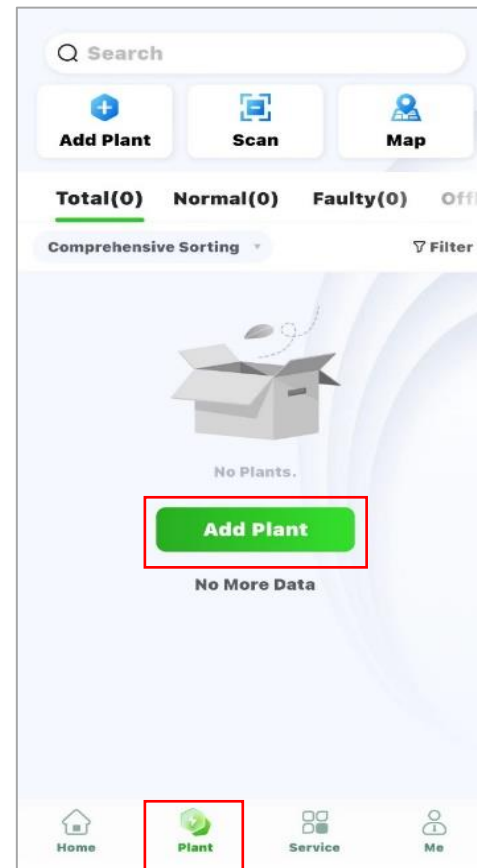 Search
Add Plant Scan Map
Total(0) Normal(0) Faulty(0) Off
Comprehensive Sorting Filter
No Plants.
Add Plant
No More Data
Home Plant Service Me